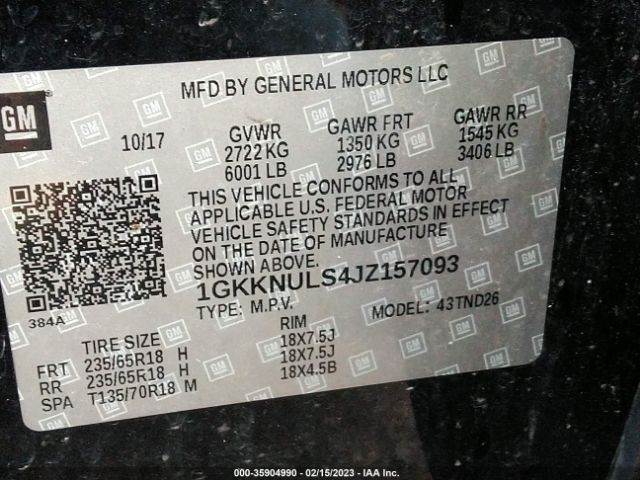 MFD BY GENERAL MOTORS LLC
GM
10/17
GVWR GAWR FRT GAWR RR
2722 KG 1350 KG 1545 KG
6001 LB 2976 LB 3406 LB
THIS VEHICLE CONFORMS TO ALL
APPLICABLE U.S. FEDERAL MOTOR
VEHICLE SAFETY STANDARDS IN EFFECT
ON THE DATE OF MANUFACTURE
SHOWN ABOVE.
1GKKNULS4JZ157093
TYPE: M.P.V. MODEL: 43TND26
384A
TIRE SIZE RIM
FRT 235/65R18 H 18X7.5J
RR 235/65R18 H 18X7.5J
SPA T135/70R18 M 18X4.5B
000-35904990 - 02/15/2023 - IAA Inc.